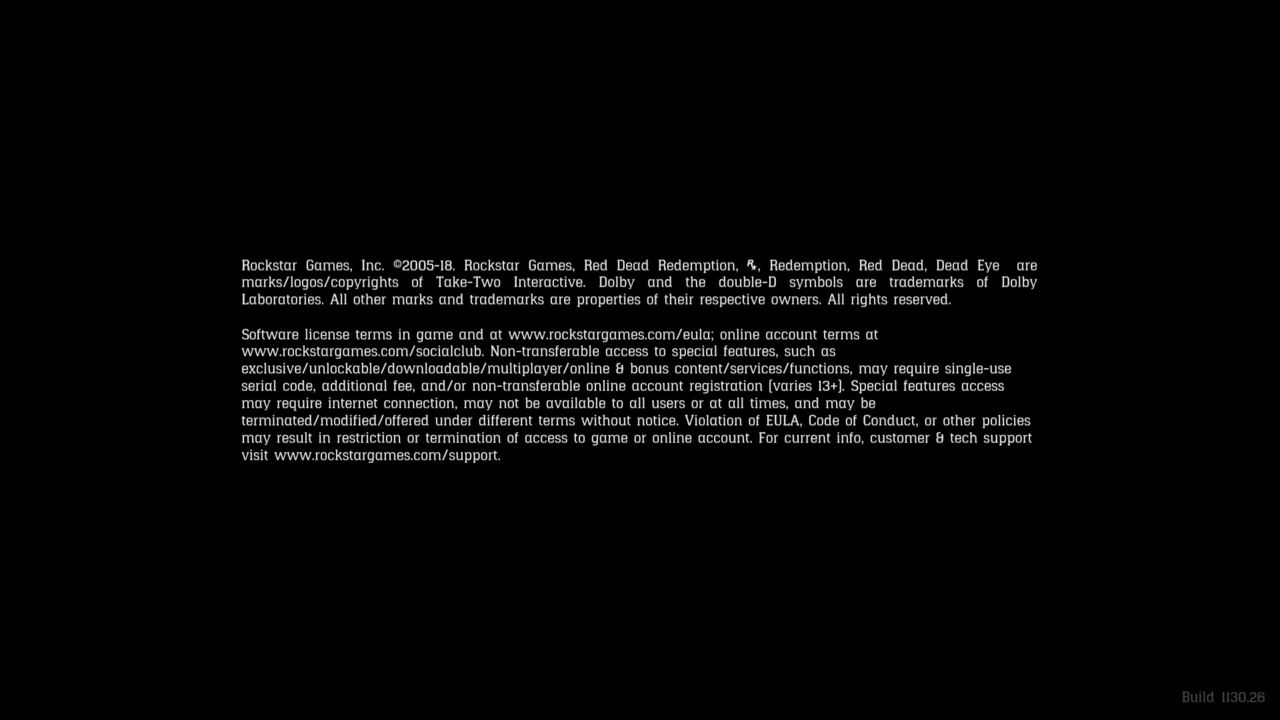 Rockstar Games, Inc. ©2005-18. Rockstar Games, Red Dead Redemption, R★, Redemption, Red Dead, Dead Eye are
marks/logos/copyrights of Take-Two Interactive. Dolby and the double-D symbols are trademarks of Dolby
Laboratories. All other marks and trademarks are properties of their respective owners. All rights reserved.
Software license terms in game and at www.rockstargames.com/eula; online account terms at
www.rockstargames.com/socialclub. Non-transferable access to special features, such as
exclusive/unlockable/downloadable/multiplayer/online & bonus content/services/functions, may require single-use
serial code, additional fee, and/or non-transferable online account registration (varies 13+). Special features access
may require internet connection, may not be available to all users or at all times, and may be
terminated/modified/offered under different terms without notice. Violation of EULA, Code of Conduct, or other policies
may result in restriction or termination of access to game or online account. For current info, customer & tech support
visit www.rockstargames.com/support.
Build 1130.26